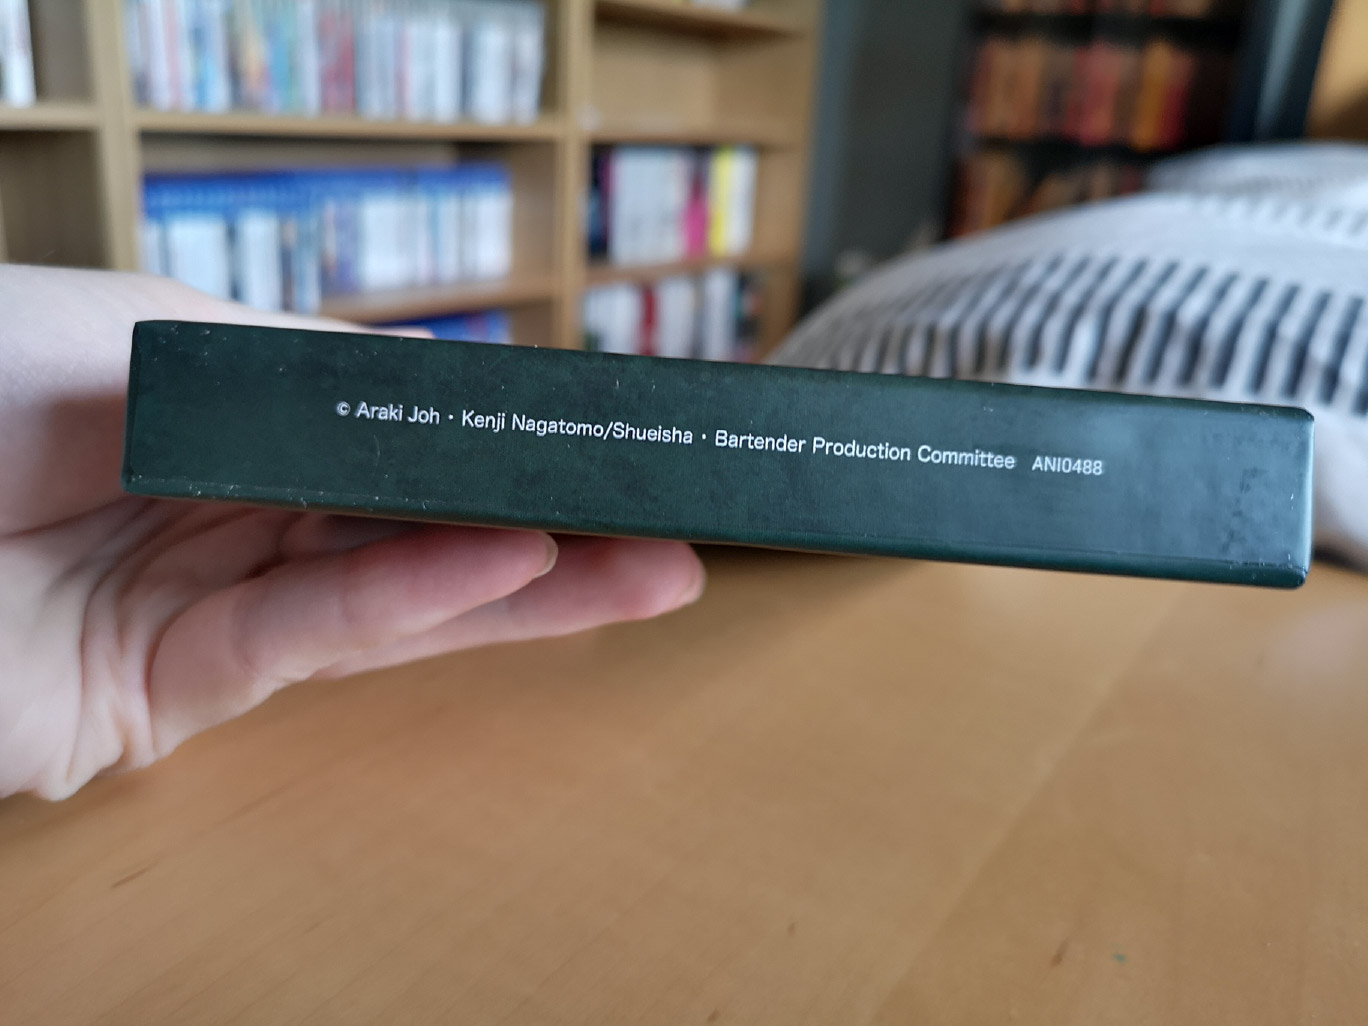 © Araki Joh・Kenji Nagatomo/Shueisha・Bartender Production Committee ANI0488